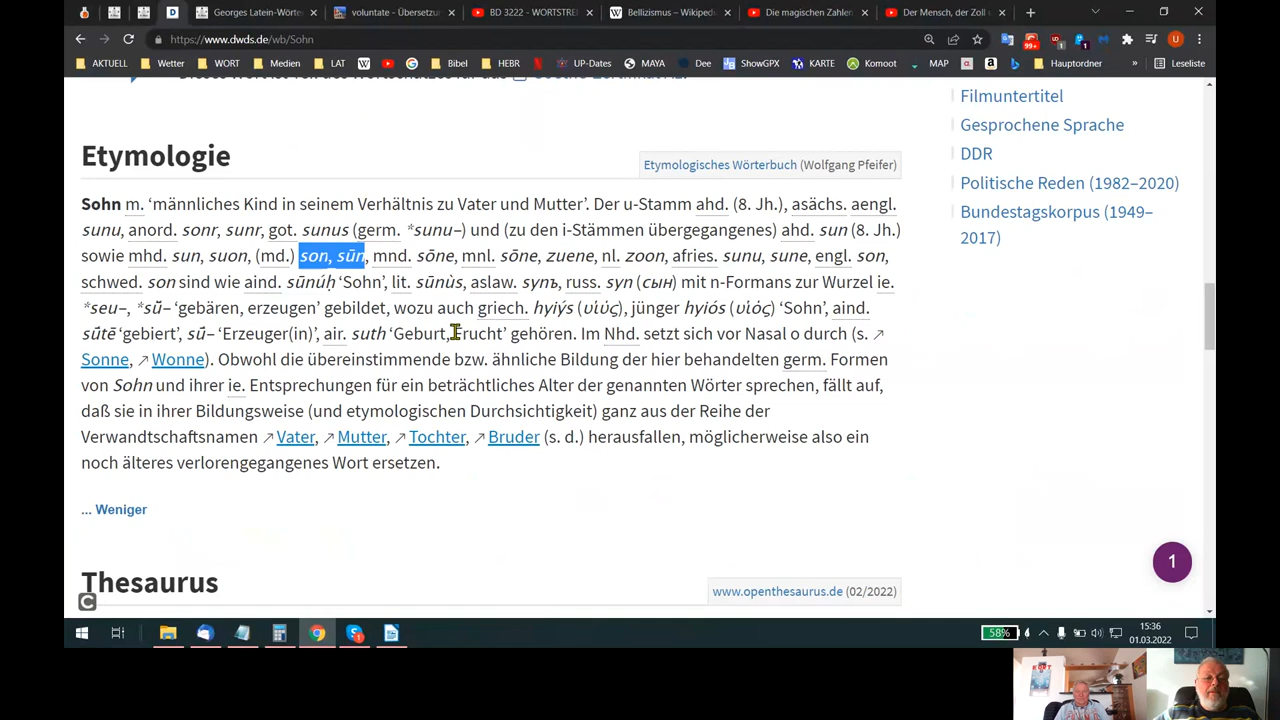 Georges Latein-Wörte
voluntate - Übersetzun
BD 3222 - WORTSTRE
Bellizismus – Wikiped
Die magischen Zahlen
Der Mensch, der Zoll
https://www.dwds.de/wb/Sohn
AKTUELL Wetter WORT Medien LAT Bibel HEBR UP-Dates MAYA Dee ShowGPX KARTE Komoot MAP Hauptordner » Leseliste
Filmuntertitel
Gesprochene Sprache
DDR
Politische Reden (1982–2020)
Bundestagskorpus (1949–
2017)
Etymologie
Etymologisches Wörterbuch (Wolfgang Pfeifer)
Sohn m. ‘männliches Kind in seinem Verhältnis zu Vater und Mutter’. Der u-Stamm ahd. (8. Jh.), asächs. aengl.
sunu, anord. sonr, sunr, got. sunus (germ. *sunu–) und (zu den i-Stämmen übergegangenes) ahd. sun (8. Jh.)
sowie mhd. sun, suon, (md.) son, sūn, mnd. sōne, mnl. sōne, zuene, nl. zoon, afries. sunu, sune, engl. son,
schwed. son sind wie aind. sūnúḥ ‘Sohn’, lit. sūnùs, aslaw. synъ, russ. syn (сын) mit n-Formans zur Wurzel ie.
*seu–, *sū̌– ‘gebären, erzeugen’ gebildet, wozu auch griech. hyiýs (υἱύς), jünger hyiós (υἱός) ‘Sohn’, aind.
sūtē ‘gebiert’, sū́– ‘Erzeuger(in)’, air. suth ‘Geburt, Frucht’ gehören. Im Nhd. setzt sich vor Nasal o durch (s. ↗
Sonne, ↗ Wonne). Obwohl die übereinstimmende bzw. ähnliche Bildung der hier behandelten germ. Formen
von Sohn und ihrer ie. Entsprechungen für ein beträchtliches Alter der genannten Wörter sprechen, fällt auf,
daß sie in ihrer Bildungsweise (und etymologischen Durchsichtigkeit) ganz aus der Reihe der
Verwandtschaftsnamen ↗ Vater, ↗ Mutter, ↗ Tochter, ↗ Bruder (s. d.) herausfallen, möglicherweise also ein
noch älteres verlorengegangenes Wort ersetzen.
... Weniger
1
Thesaurus
www.openthesaurus.de (02/2022)
58%
15:36
01.03.2022